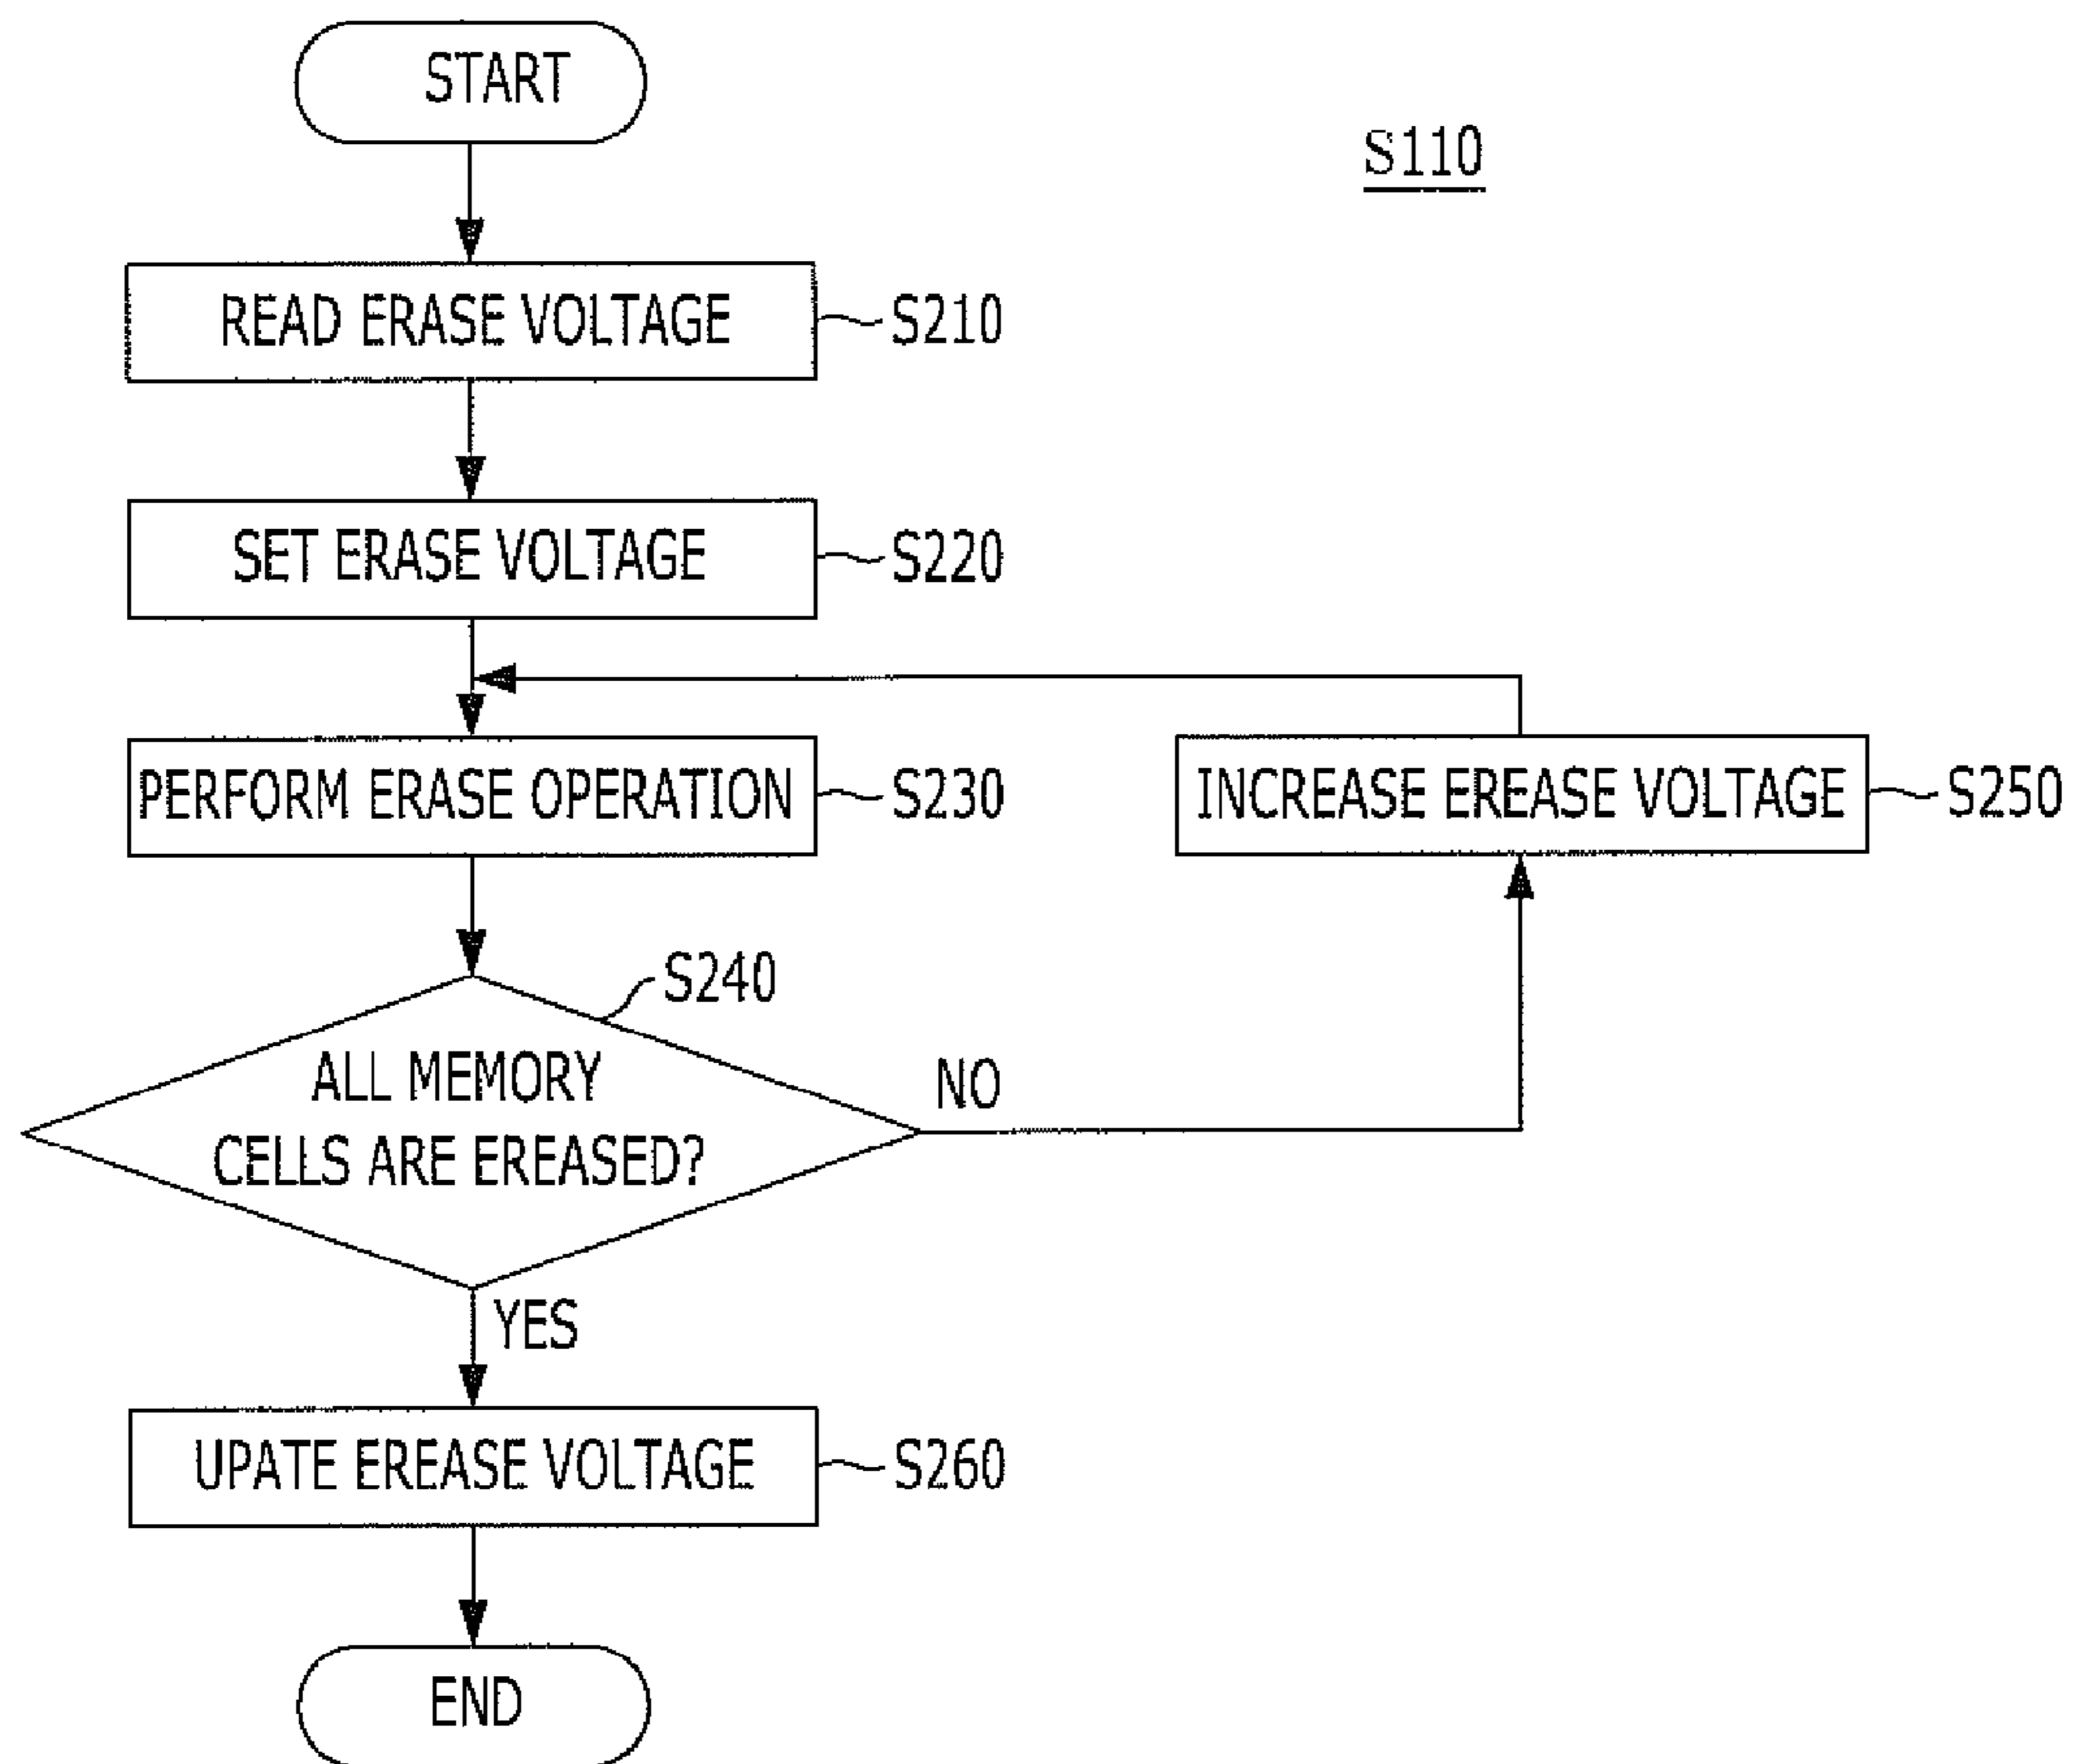 START
S110
READ ERASE VOLTAGE
S210
SET ERASE VOLTAGE
S220
PERFORM ERASE OPERATION
S230
INCREASE EREASE VOLTAGE
S250
S240
ALL MEMORY
CELLS ARE EREASED?
NO
YES
UPATE EREASE VOLTAGE
S260
END